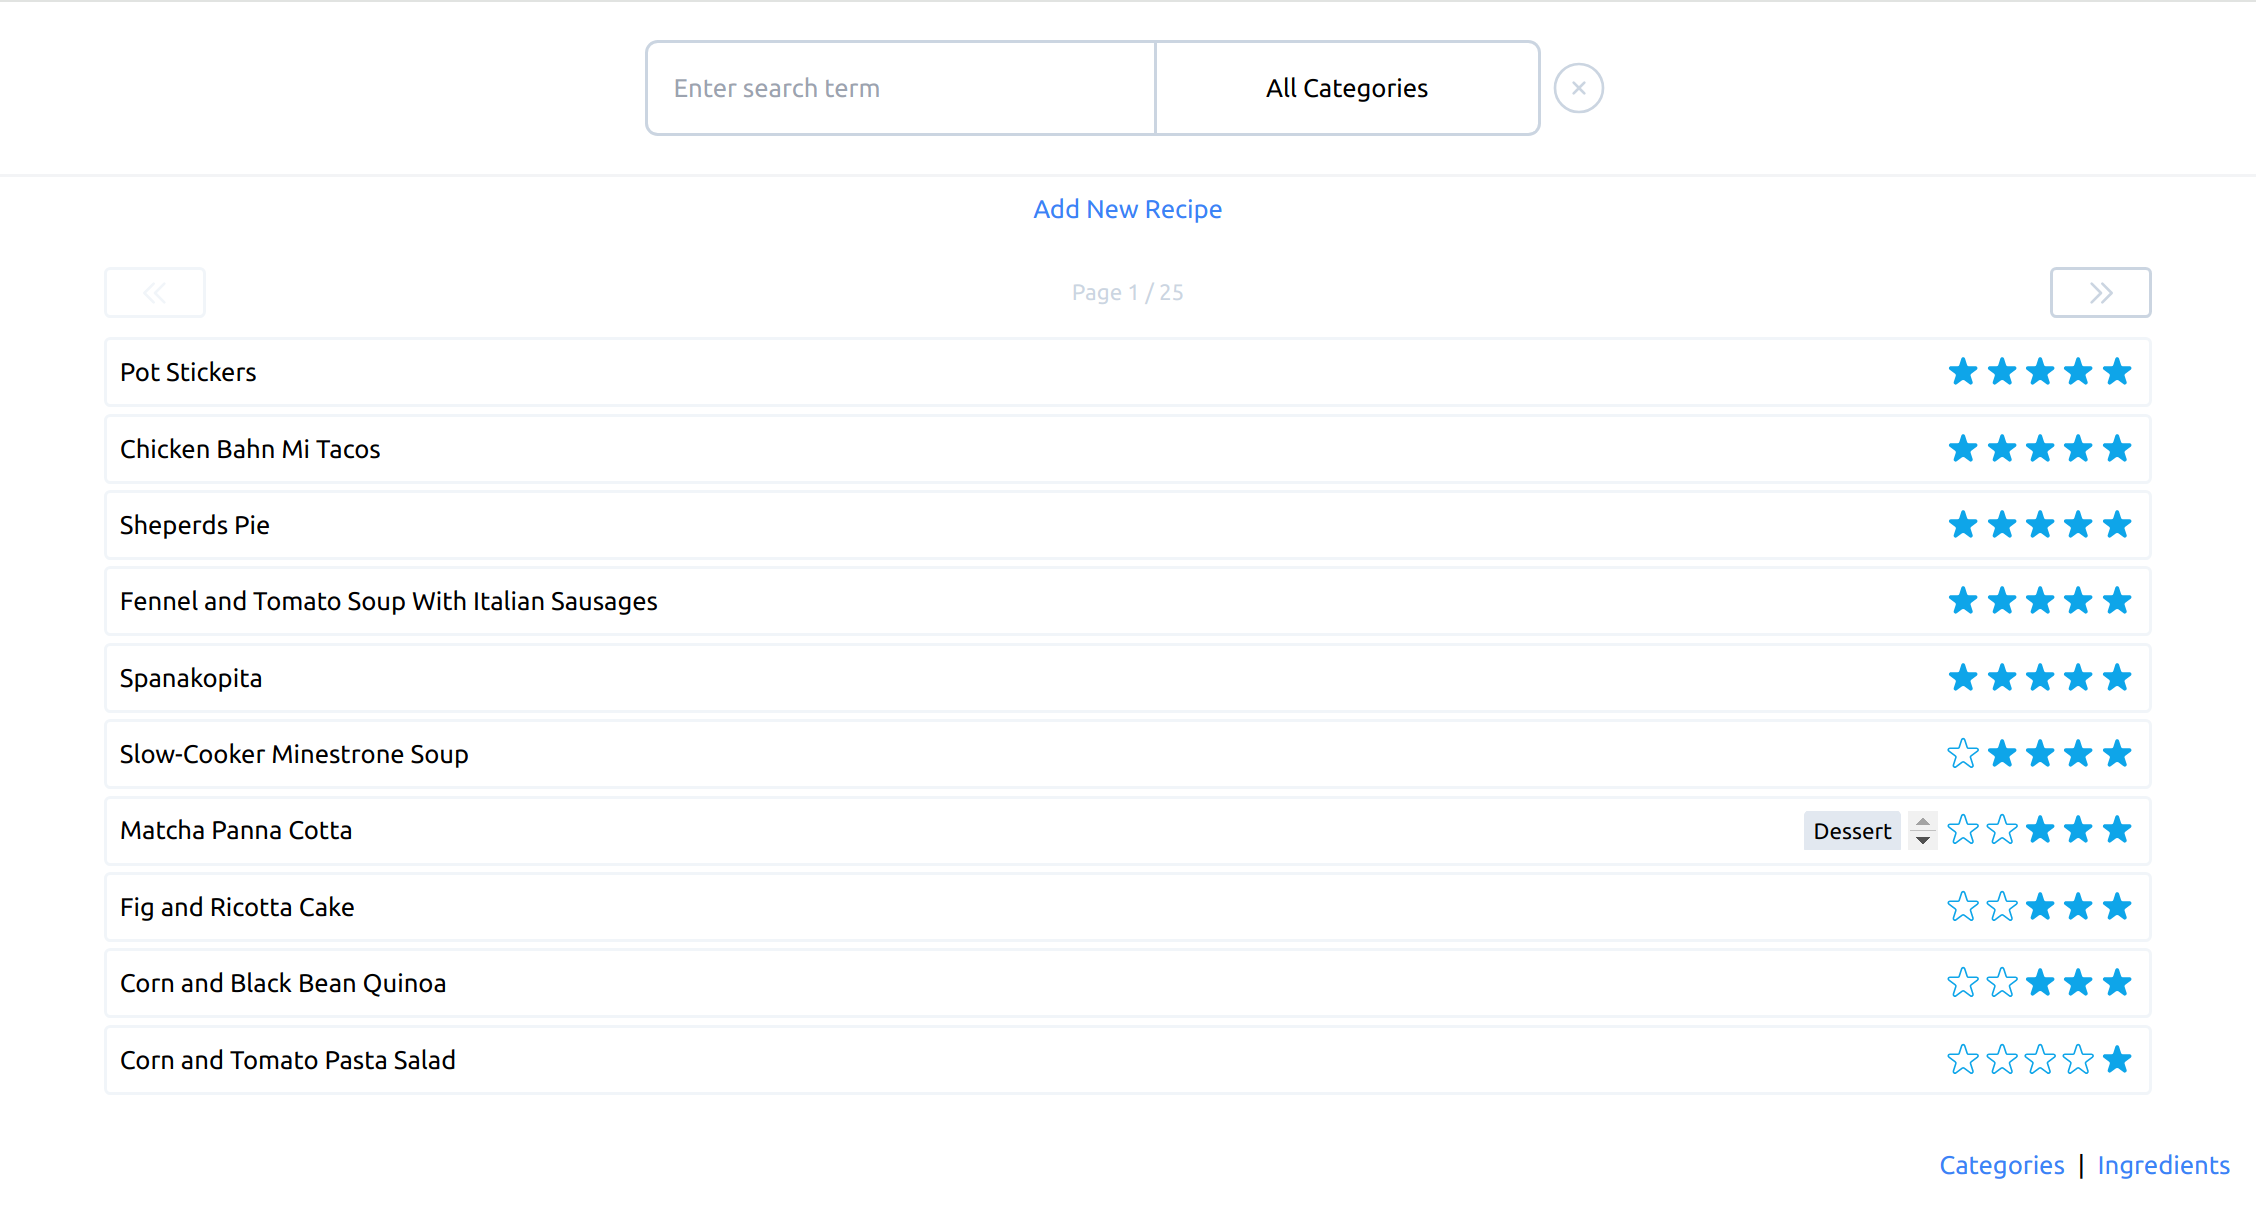 Enter search term All Categories
Add New Recipe
Page 1 / 25
Pot Stickers
Chicken Bahn Mi Tacos
Sheperds Pie
Fennel and Tomato Soup With Italian Sausages
Spanakopita
Slow-Cooker Minestrone Soup
Matcha Panna Cotta Dessert
Fig and Ricotta Cake
Corn and Black Bean Quinoa
Corn and Tomato Pasta Salad
Categories | Ingredients